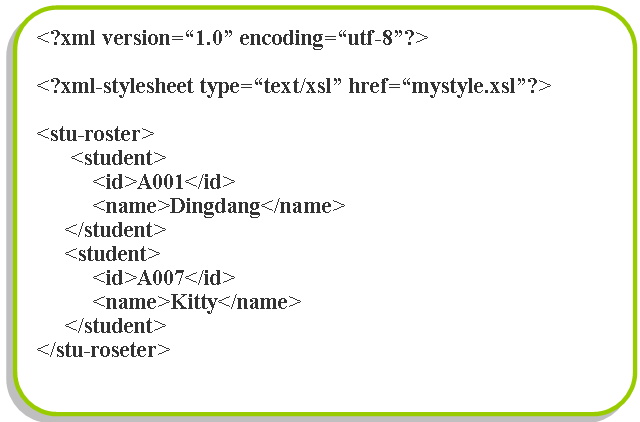 <?xml version=“1.0” encoding=“utf-8”?>
<?xml-stylesheet type=“text/xsl” href=“mystyle.xsl”?>
<stu-roster>
<student>
<id>A001</id>
<name>Dingdang</name>
</student>
<student>
<id>A007</id>
<name>Kitty</name>
</student>
</stu-roseter>